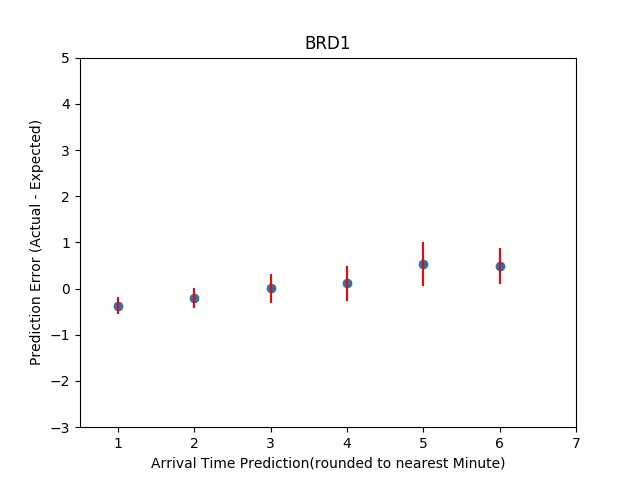 BRD1
5
4
3
2
1
0
−1
−2
−3
Prediction Error (Actual - Expected)
1 2 3 4 5 6 7
Arrival Time Prediction(rounded to nearest Minute)